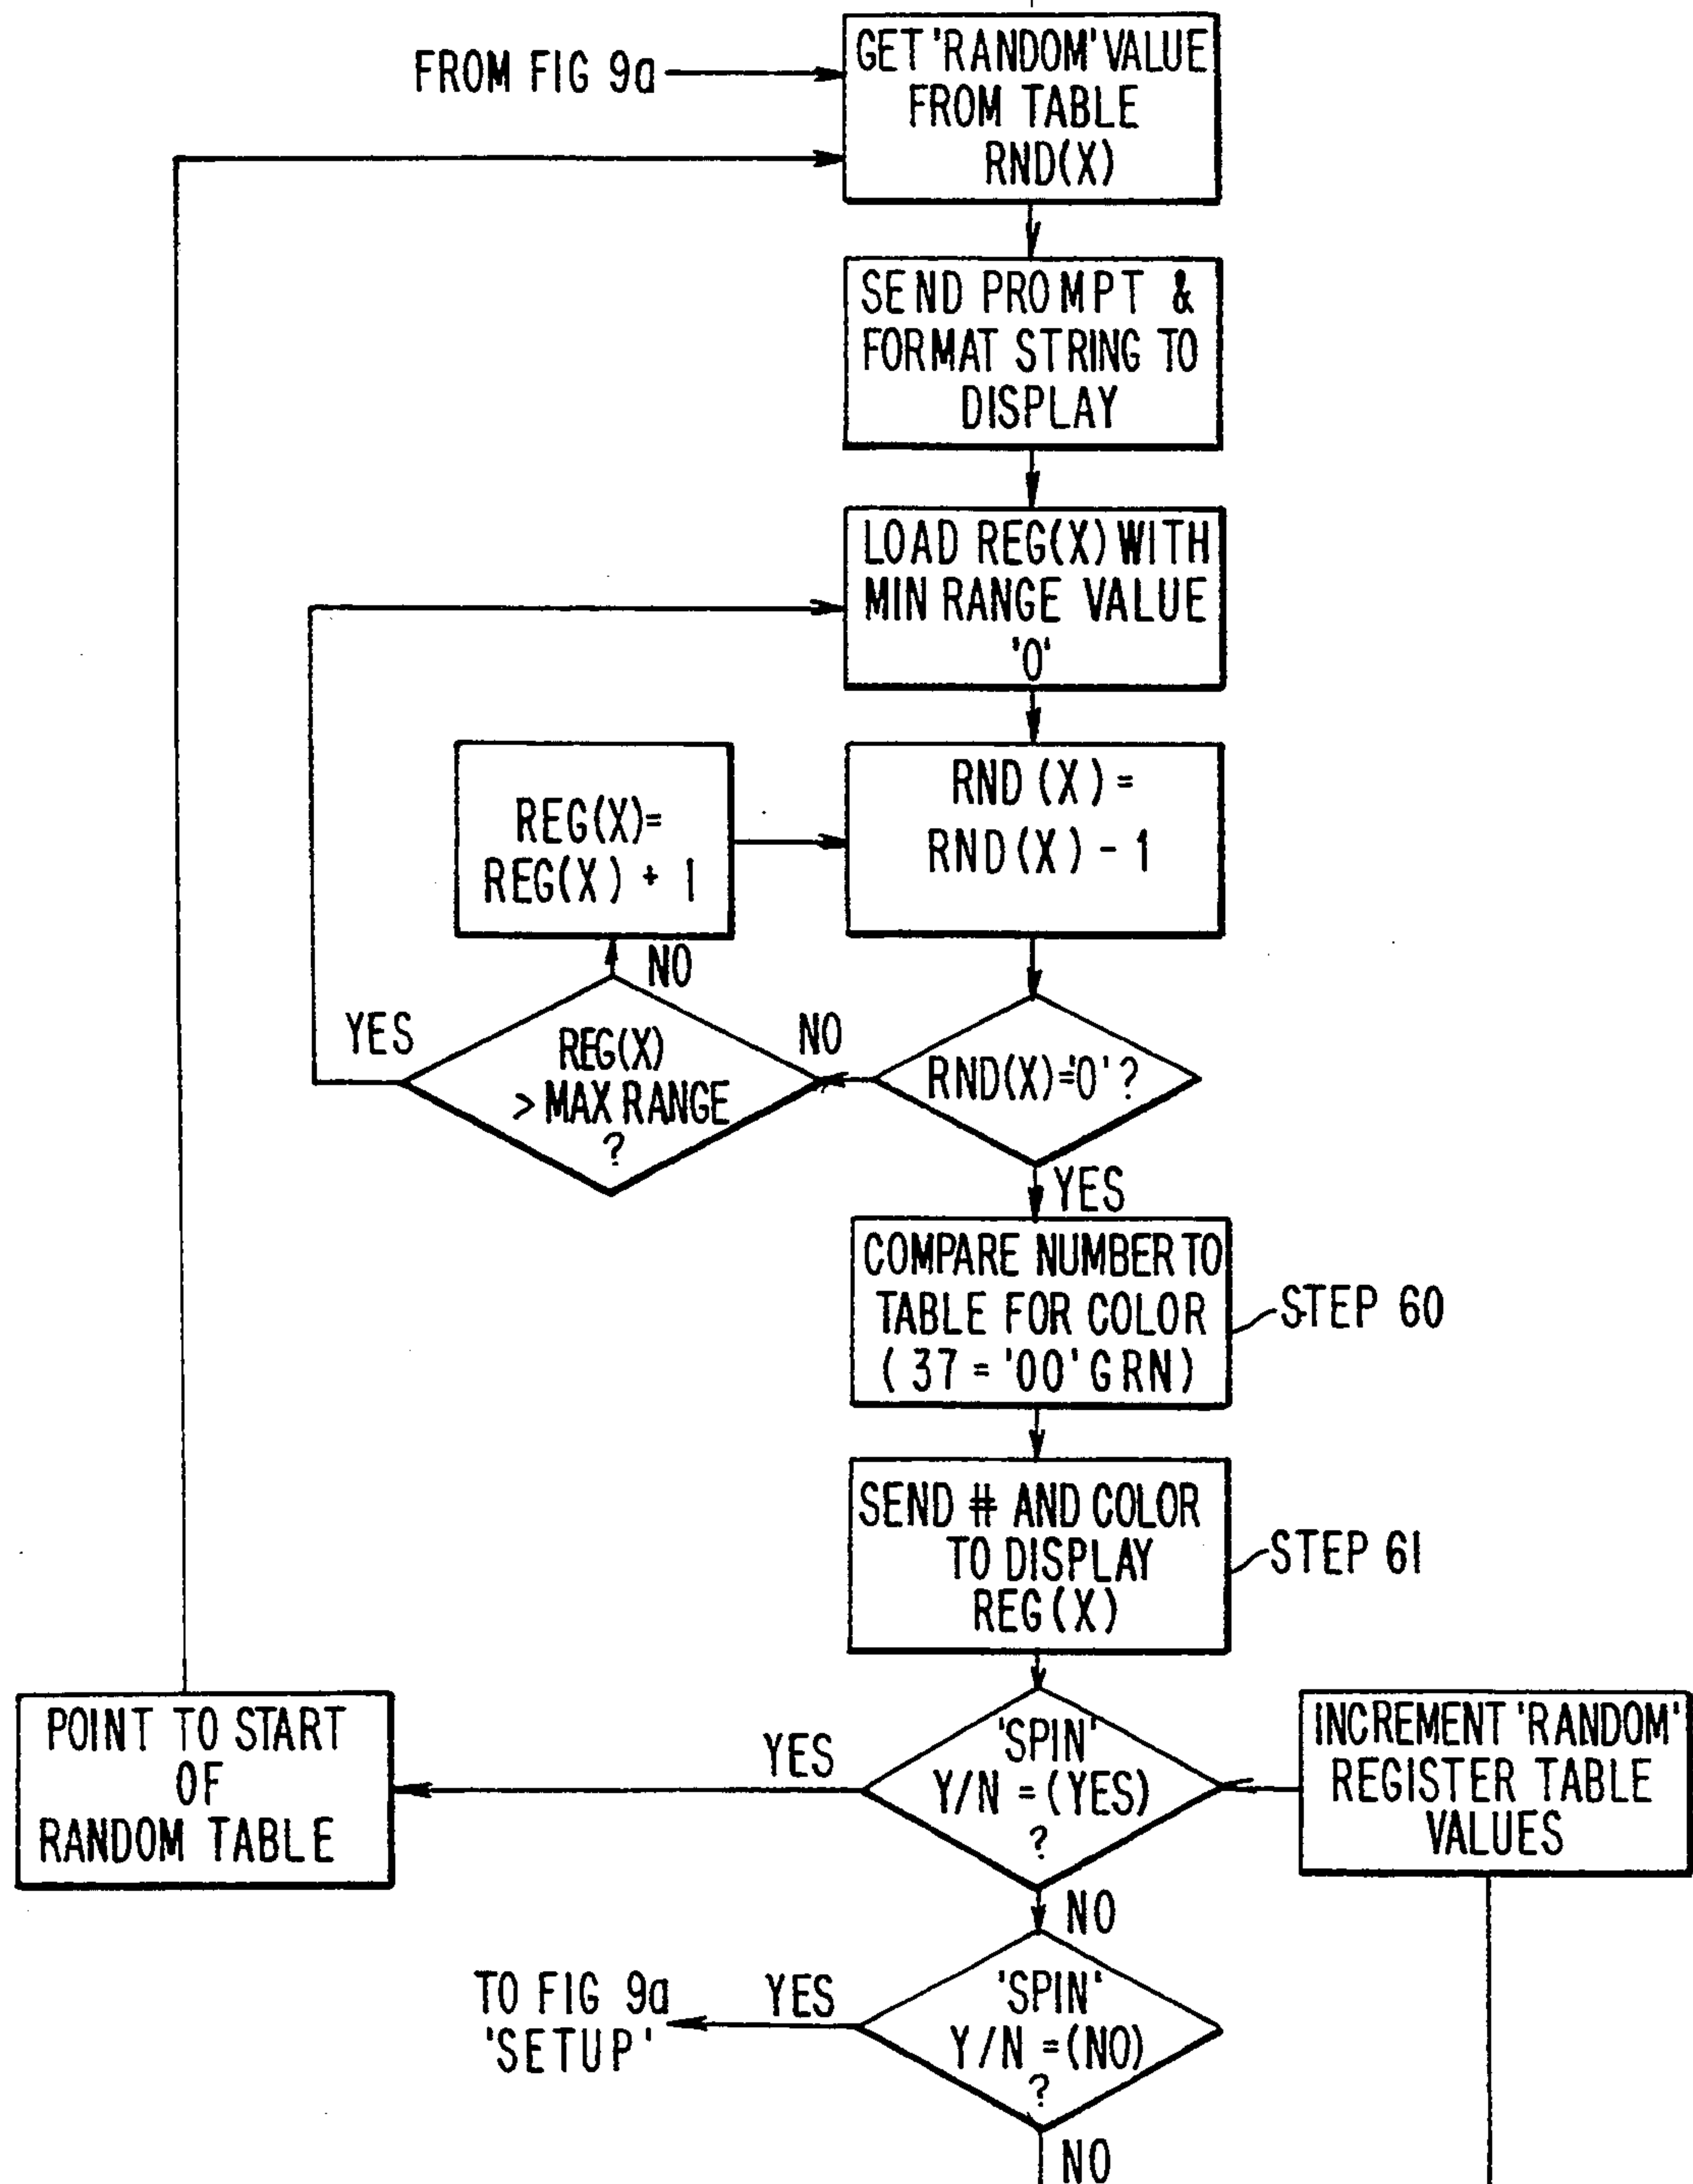 FROM FIG 9a
GET 'RANDOM' VALUE
FROM TABLE
RND(X)
SEND PROMPT &
FORMAT STRING TO
DISPLAY
LOAD REG(X) WITH
MIN RANGE VALUE
'0'
REG(X)=
REG(X) + 1
RND (X) =
RND(X) - 1
NO
YES
REG(X)
> MAX RANGE
?
NO
RND(X)='0'?
YES
COMPARE NUMBER TO
TABLE FOR COLOR
(37 = '00' GRN)
STEP 60
SEND # AND COLOR
TO DISPLAY
REG(X)
STEP 61
POINT TO START
OF
RANDOM TABLE
YES
'SPIN'
Y/N = (YES)
?
INCREMENT 'RANDOM'
REGISTER TABLE
VALUES
NO
TO FIG 9a
'SETUP'
YES
'SPIN'
Y/N = (NO)
?
NO